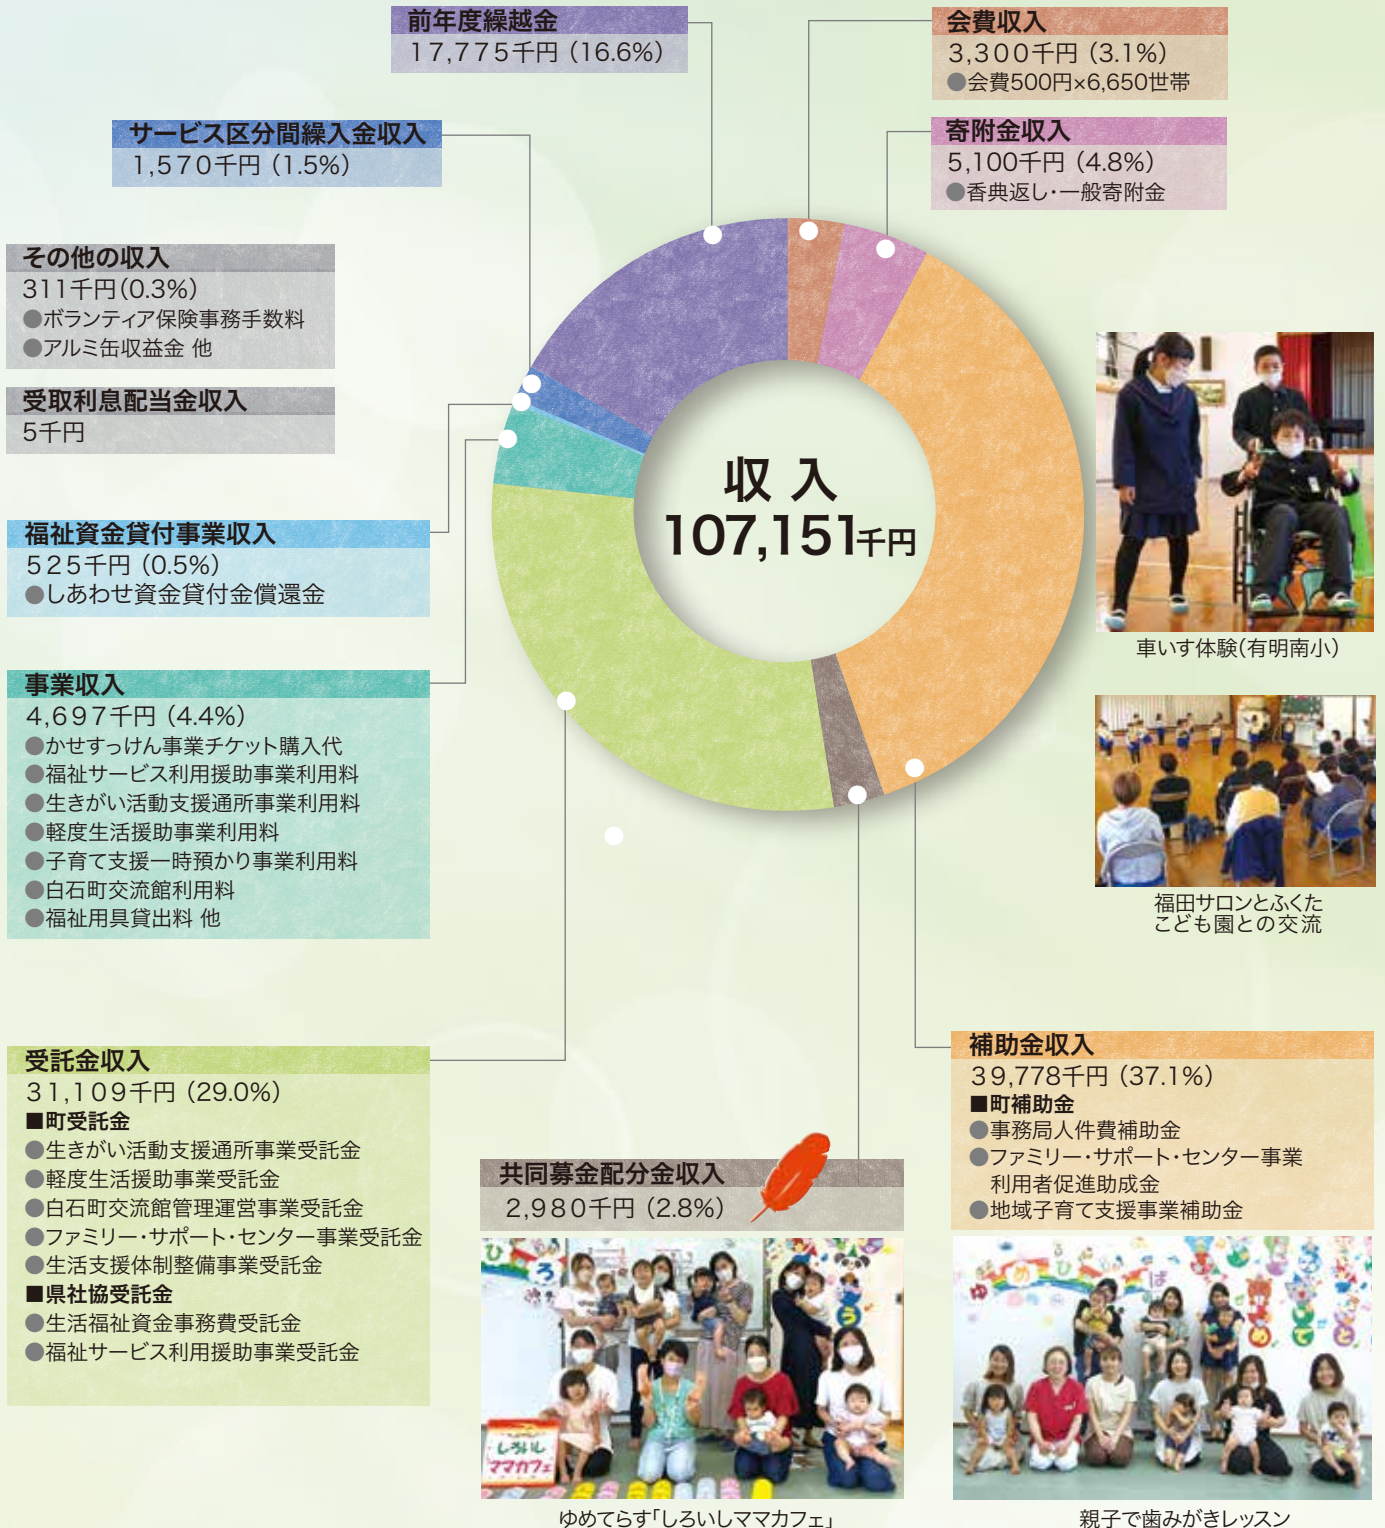 前年度繰越金
17,775千円（16.6%）
会費収入
3,300千円（3.1%）
●会費500円×6,650世帯
サービス区分間繰入金収入
1,570千円（1.5%）
寄附金収入
5,100千円（4.8%）
●香典返し・一般寄附金
その他の収入
311千円（0.3%）
●ボランティア保険事務手数料
●アルミ缶収益金 他
受取利息配当金収入
5千円
収 入
107,151千円
福祉資金貸付事業収入
525千円（0.5%）
●しあわせ資金貸付金償還金
車いす体験（有明南小）
事業収入
4,697千円（4.4%）
●かせすっけん事業チケット購入代
●福祉サービス利用援助事業利用料
●生きがい活動支援通所事業利用料
●軽度生活援助事業利用料
●子育て支援一時預かり事業利用料
●白石町交流館利用料
●福祉用具貸出料 他
福田サロンとふくた
こども園との交流
受託金収入
31,109千円（29.0%）
■町受託金
●生きがい活動支援通所事業受託金
●軽度生活援助事業受託金
●白石町交流館管理運営事業受託金
●ファミリー・サポート・センター事業受託金
●生活支援体制整備事業受託金
■県社協受託金
●生活福祉資金事務費受託金
●福祉サービス利用援助事業受託金
共同募金配分金収入
2,980千円（2.8%）
補助金収入
39,778千円（37.1%）
■町補助金
●事務局人件費補助金
●ファミリー・サポート・センター事業
利用者促進助成金
●地域子育て支援事業補助金
しろいし
ママカフェ
ゆめてらす「しろいしママカフェ」
親子で歯みがきレッスン